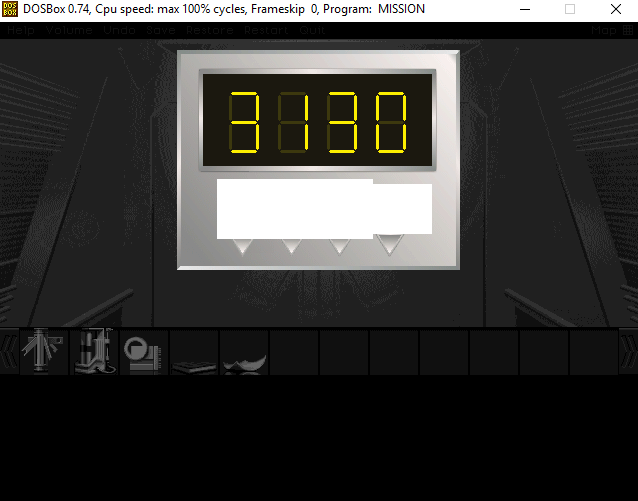 DOSBox 0.74, Cpu speed: max 100% cycles, Frameskip 0, Program: MISSION
Help Volume Undo Save Restore Restart Quit Map
3130